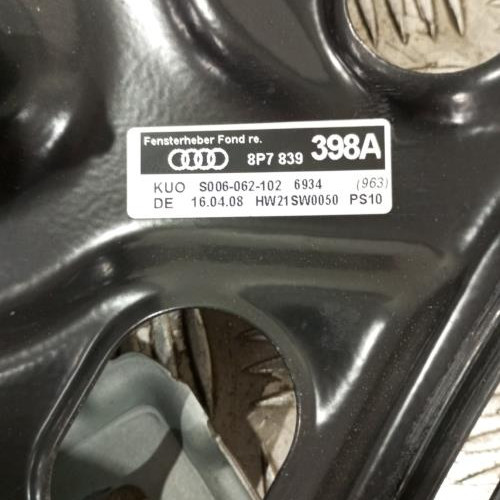 Fensterheber Fond re.
8P7 839 398A
KUO S006-062-102 6934 (963)
DE 16.04.08 HW21SW0050 PS10